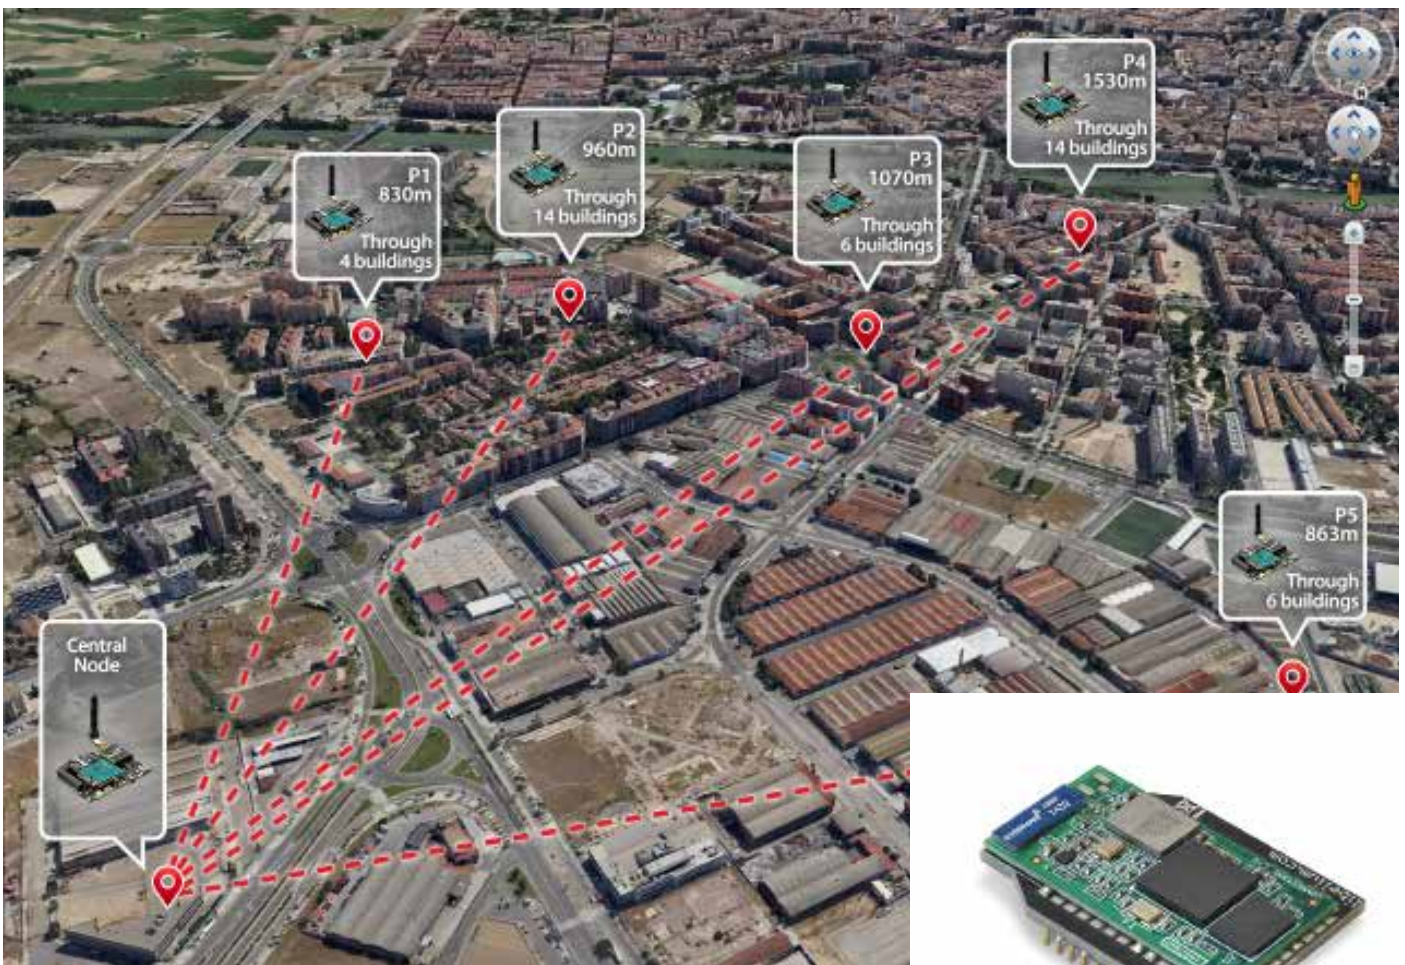 P1
830m
Through
4 buildings
P2
960m
Through
14 buildings
P3
1070m
Through
6 buildings
P4
1530m
Through
14 buildings
P5
863m
Through
6 buildings
Central
Node